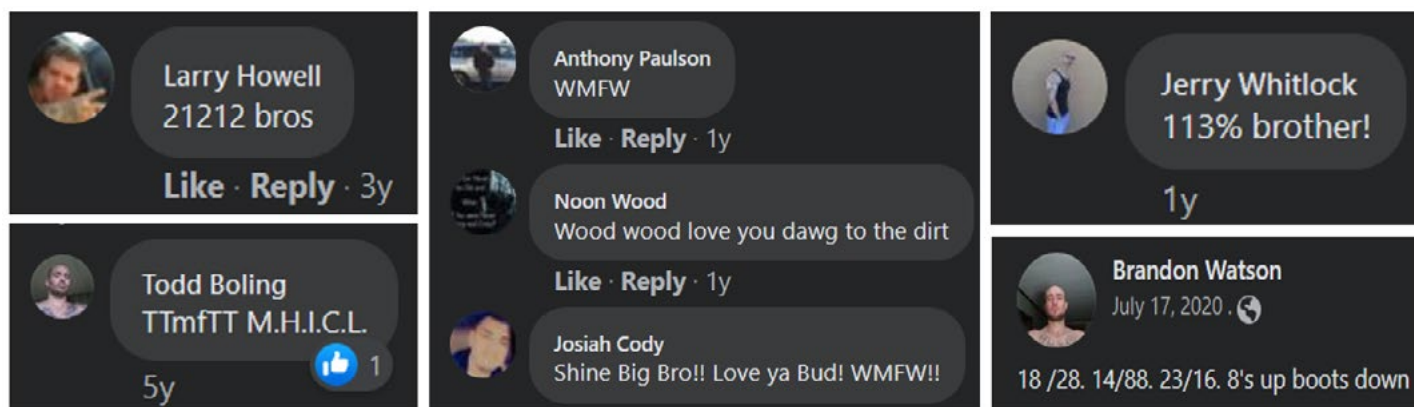 Larry Howell
21212 bros
Like · Reply · 3y
Todd Boling
TTmfTT M.H.I.C.L.
1
5y
Anthony Paulson
WMFW
Like · Reply · 1y
Noon Wood
Wood wood love you dawg to the dirt
Like · Reply · 1y
Josiah Cody
Shine Big Bro!! Love ya Bud! WMFW!!
Jerry Whitlock
113% brother!
1y
Brandon Watson
July 17, 2020 .
18 /28. 14/88. 23/16. 8's up boots down